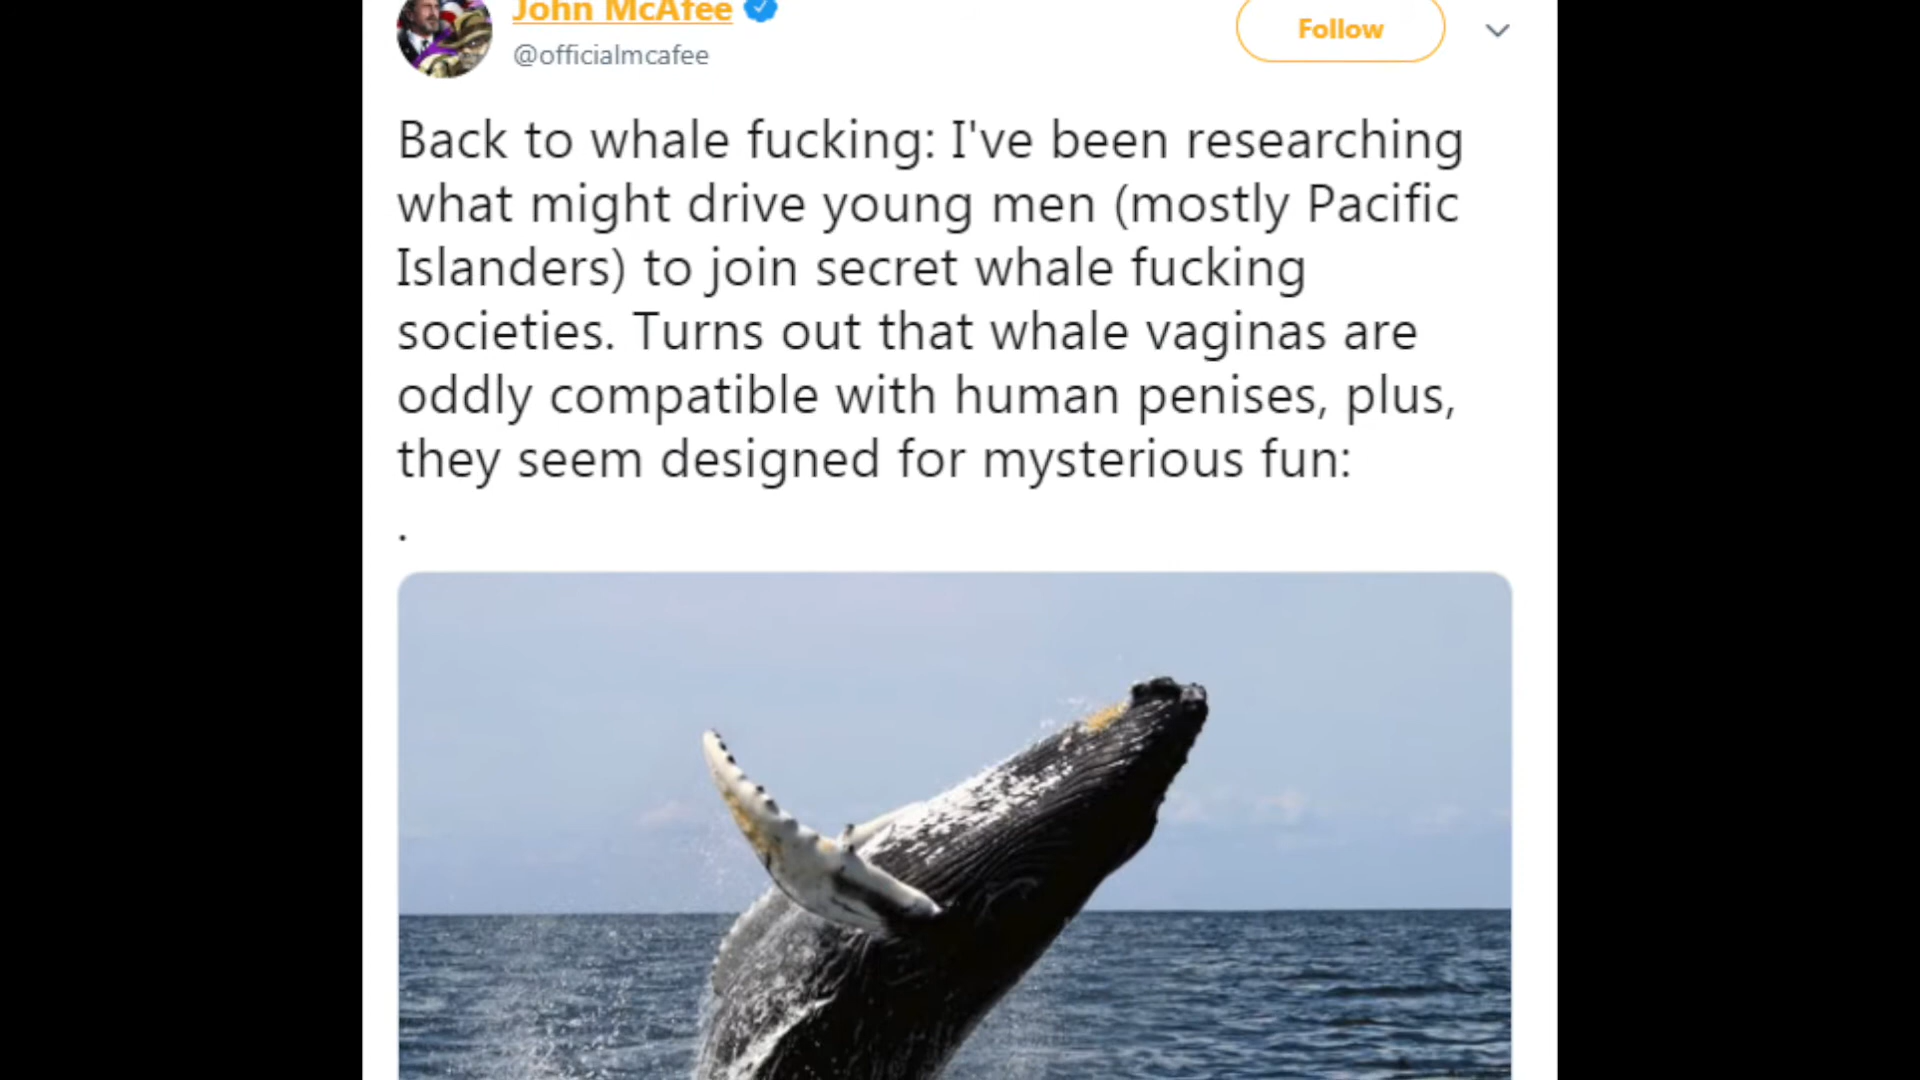 John McAfee
@officialmcafee
Follow
Back to whale fucking: I've been researching
what might drive young men (mostly Pacific
Islanders) to join secret whale fucking
societies. Turns out that whale vaginas are
oddly compatible with human penises, plus,
they seem designed for mysterious fun:
.